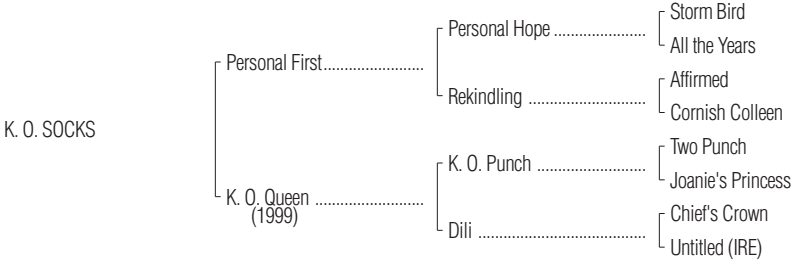 Storm Bird
Personal Hope ......................
All the Years
Personal First........................
Affirmed
Rekindling ............................
Cornish Colleen
K. O. SOCKS
Two Punch
K. O. Punch ..........................
Joanie's Princess
K. O. Queen ..........................
(1999)
Chief's Crown
Dili ........................................
Untitled (IRE)